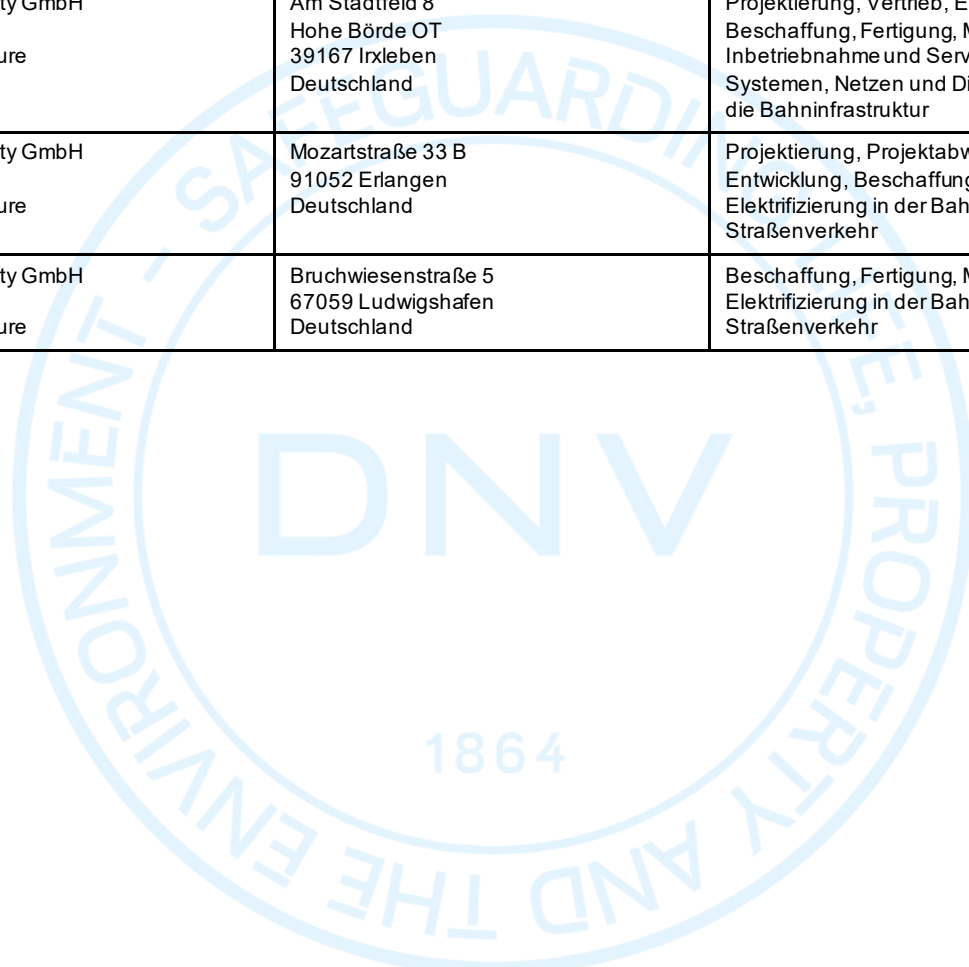 ty GmbH
ure
Am Stadtfeld 8
Hohe Börde OT
39167 Irxleben
Deutschland
Projektierung, Vertrieb, E
Beschaffung, Fertigung, M
Inbetriebnahme und Serv
Systemen, Netzen und Di
die Bahninfrastruktur
ty GmbH
ure
Mozartstraße 33 B
91052 Erlangen
Deutschland
Projektierung, Projektabw
Entwicklung, Beschaffung
Elektrifizierung in der Bah
Straßenverkehr
ty GmbH
ure
Bruchwiesenstraße 5
67059 Ludwigshafen
Deutschland
Beschaffung, Fertigung, M
Elektrifizierung in der Bah
Straßenverkehr
SAFEGUARDING LIFE, PROPERTY AND THE ENVIRONMENT -
DNV
1864